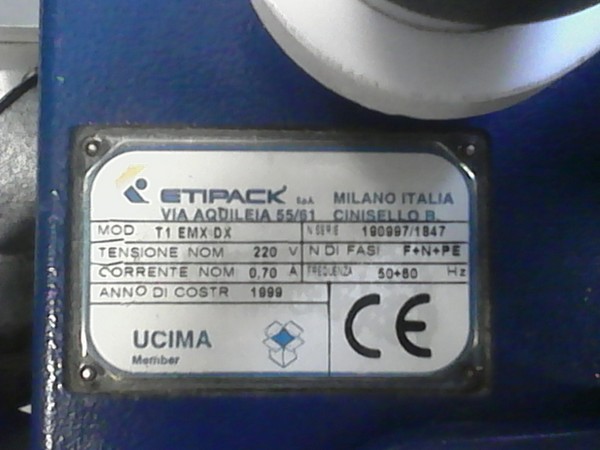 ETIPACK S.p.A. MILANO ITALIA
VIA AQUILEIA 55/61 CINISELLO B.
MOD T1 EMX DX N SERIE 190997/1847
TENSIONE NOM 220 V N DI FASI F+N+PE
CORRENTE NOM 0,70 A FREQUENZA 50+60 Hz
ANNO DI COSTR 1999
UCIMA
Member
CE